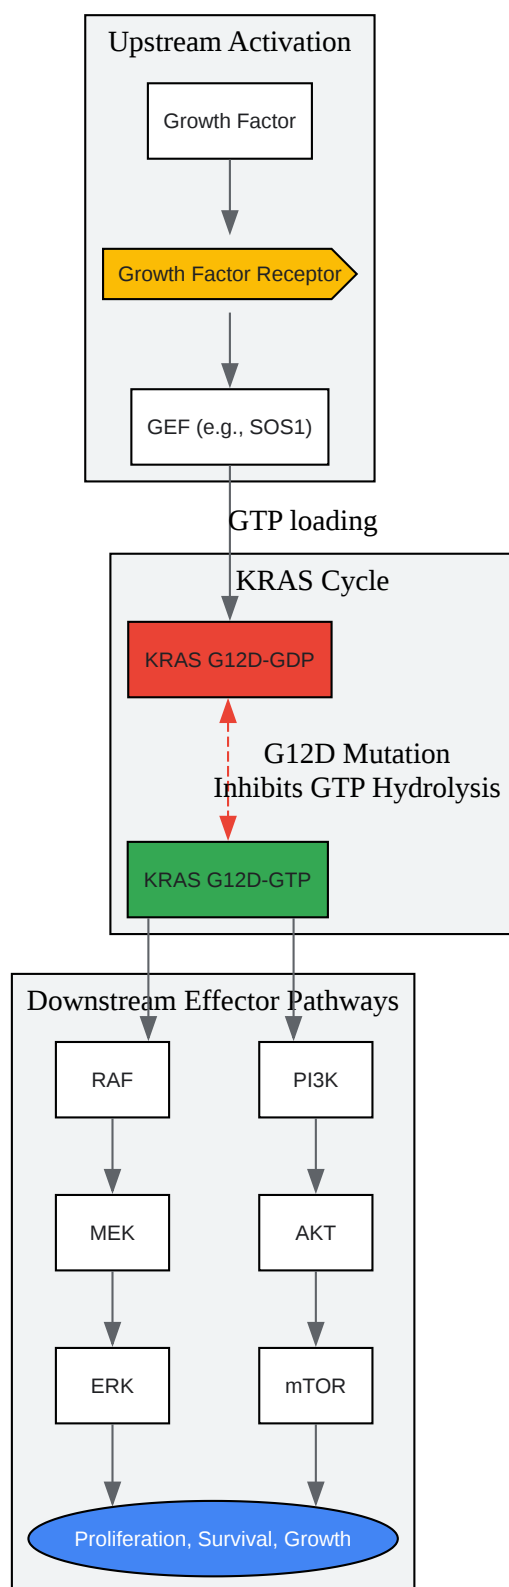 Upstream Activation
Growth Factor
Growth Factor Receptor
GEF (e.g., SOS1)
GTP loading
KRAS Cycle
KRAS G12D-GDP
G12D Mutation
Inhibits GTP Hydrolysis
KRAS G12D-GTP
Downstream Effector Pathways
RAF
PI3K
MEK
AKT
ERK
mTOR
Proliferation, Survival, Growth